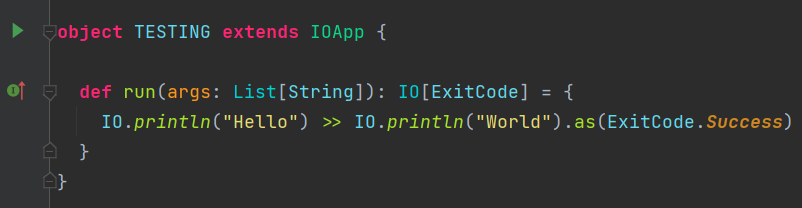 object TESTING extends IOApp {
def run(args: List[String]): IO[ExitCode] = {
IO.println("Hello") >> IO.println("World").as(ExitCode.Success)
}
}